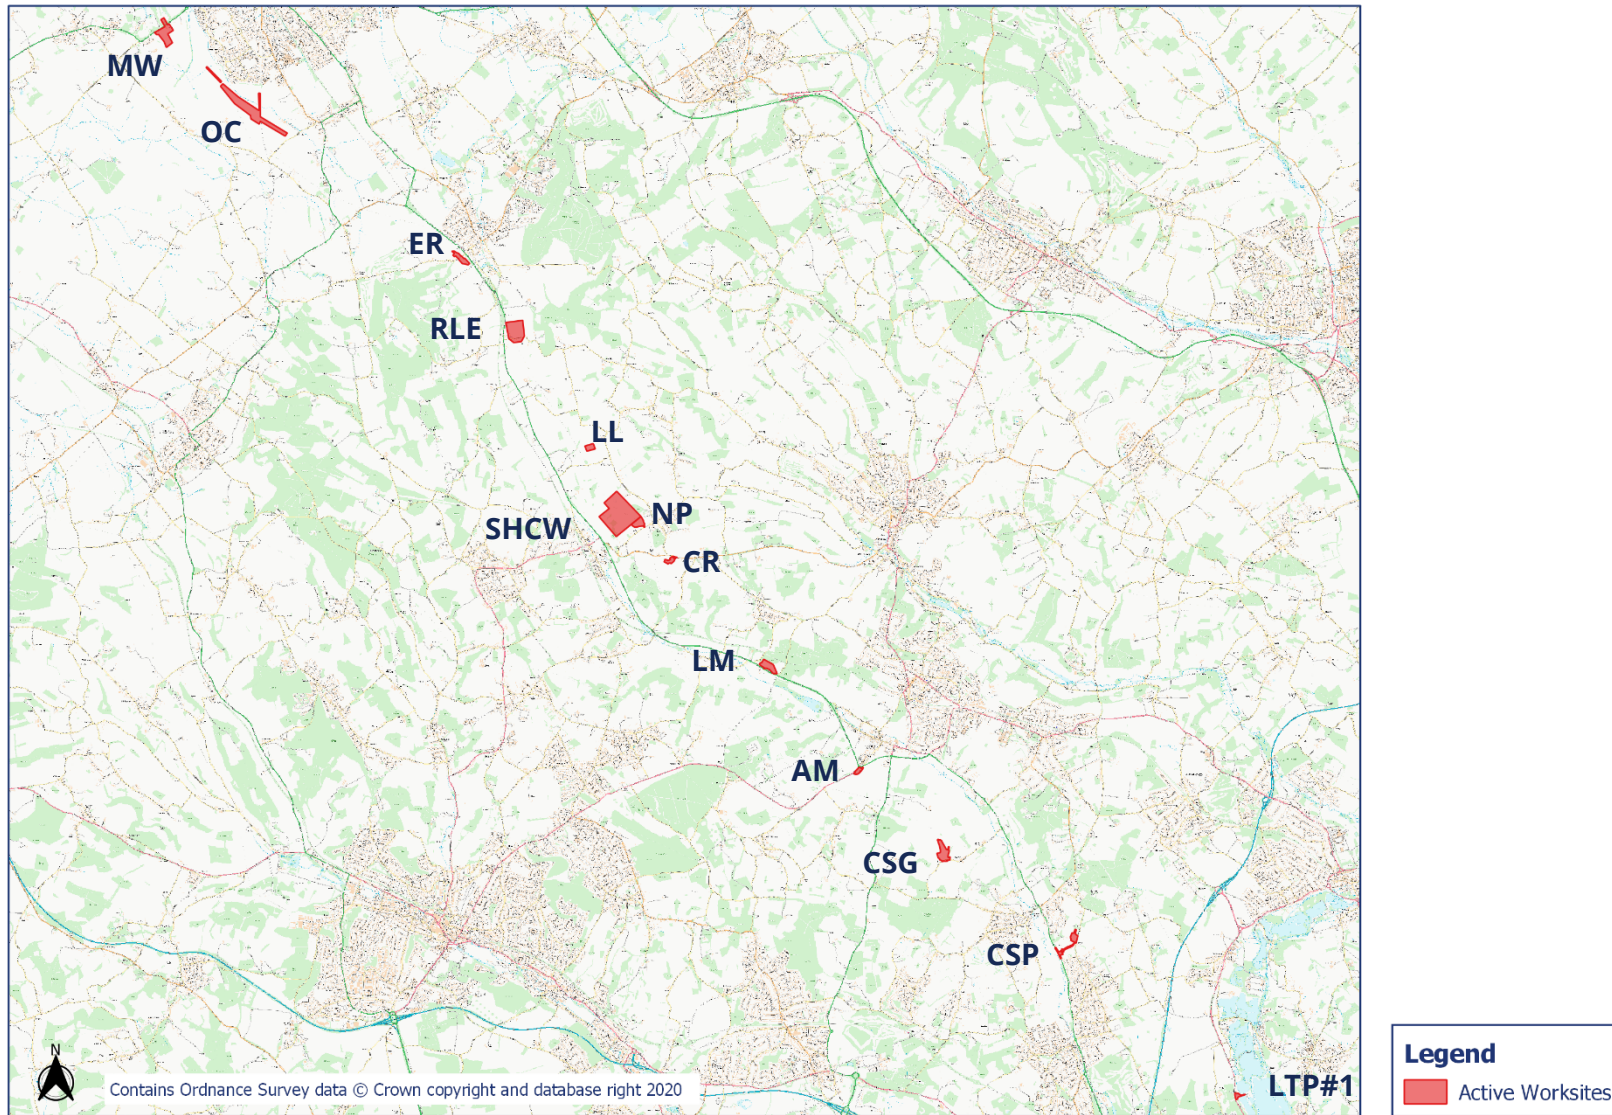 MW
OC
ER
RLE
LL
NP
SHCW
CR
LM
AM
CSG
CSP
LTP#1
N
Contains Ordnance Survey data © Crown copyright and database right 2020
Legend
Active Worksites